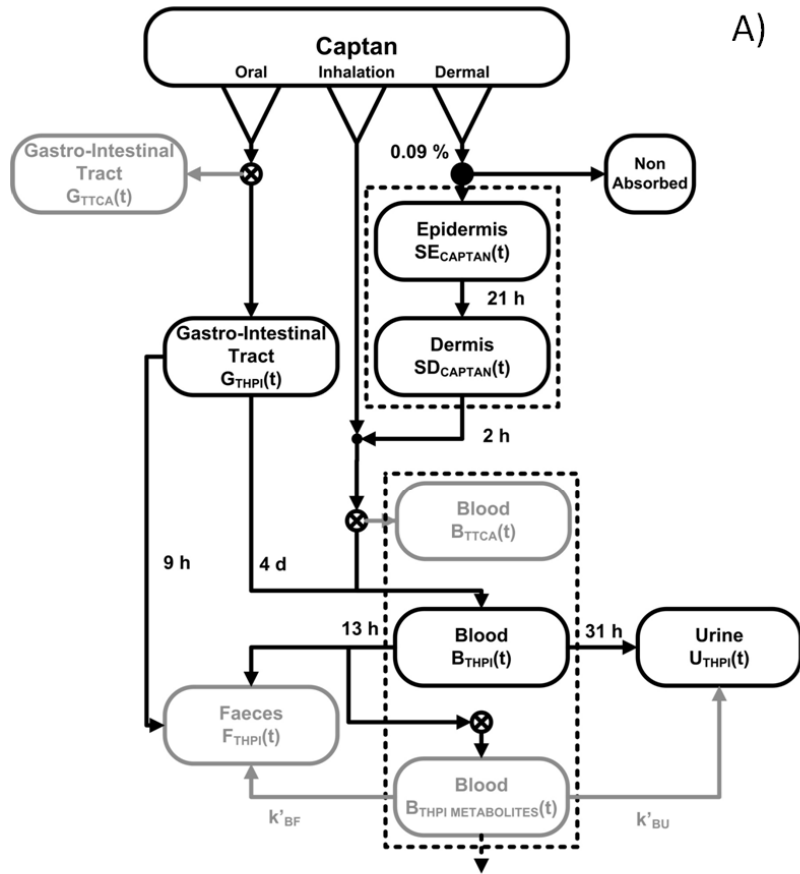 A)
Captan
Oral
Inhalation
Dermal
Gastro-Intestinal
Tract
GTTCA(t)
0.09 %
Non
Absorbed
Epidermis
SECAPTAN(t)
21 h
Gastro-Intestinal
Tract
GTHPI(t)
Dermis
SDCAPTAN(t)
2 h
Blood
BTTCA(t)
9 h
4 d
13 h
Blood
BTHPI(t)
31 h
Urine
UTHPI(t)
Faeces
FTHPI(t)
Blood
BTHPI METABOLITES(t)
k'BF
k'BU